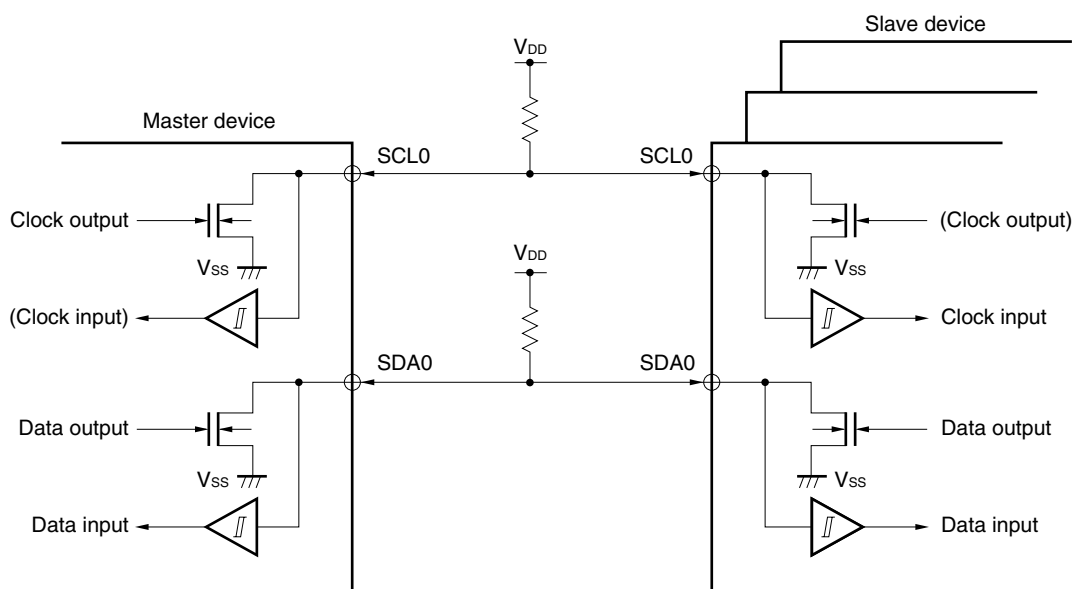 Slave device
VDD
Master device
SCL0
SCL0
Clock output
(Clock output)
VSS
VDD
VSS
(Clock input)
Clock input
SDA0
SDA0
Data output
Data output
VSS
VSS
Data input
Data input